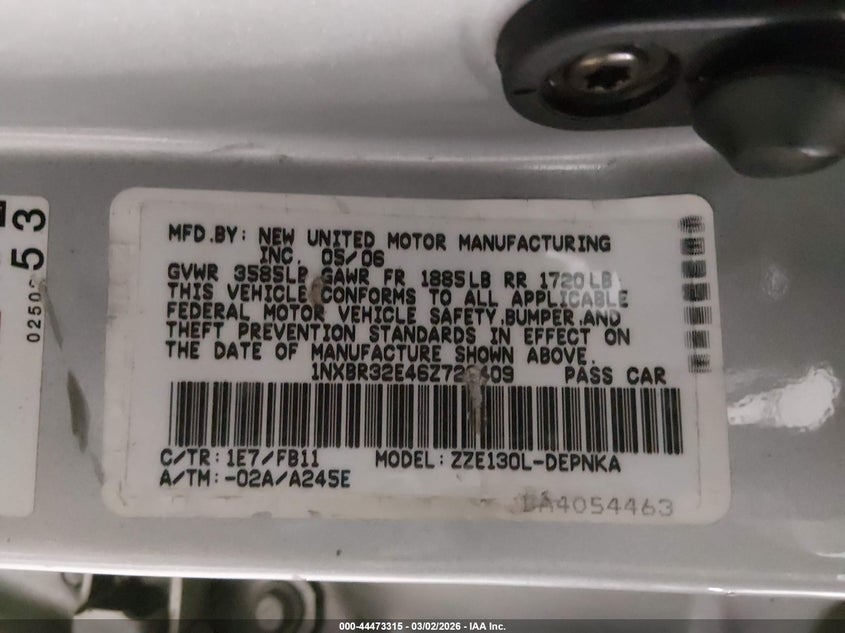 53
MFD.BY: NEW UNITED MOTOR MANUFACTURING
INC. 05/06
GVWR 3585LB GAWR FR 1885LB RR 1720LB
THIS VEHICLE CONFORMS TO ALL APPLICABLE
FEDERAL MOTOR VEHICLE SAFETY,BUMPER,AND
THEFT PREVENTION STANDARDS IN EFFECT ON
THE DATE OF MANUFACTURE SHOWN ABOVE.
PASS CAR
C/TR: 1E7/FB11 MODEL: ZZE130L-DEPNKA
A/TM: -02A/A245E
000-44473315 - 03/02/2026 - IAA Inc.